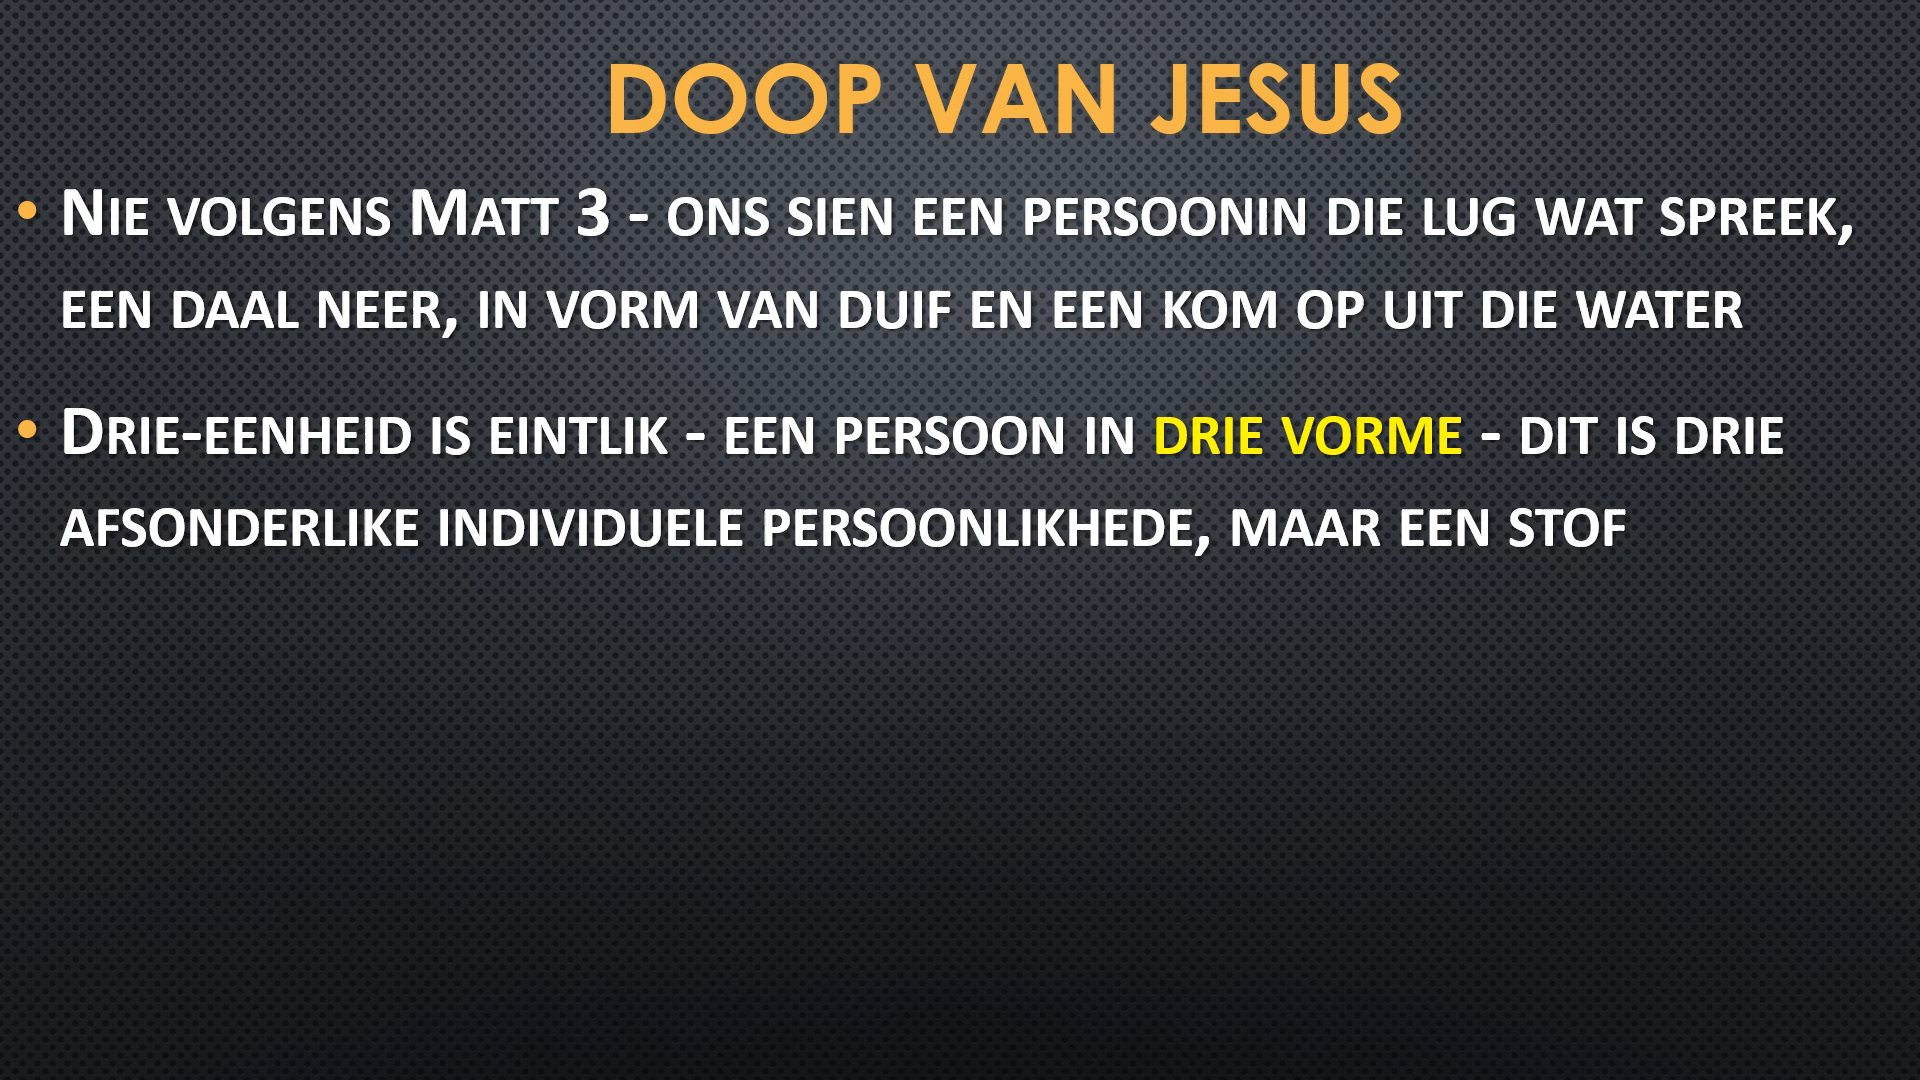 DOOP VAN JESUS
• NIE VOLGENS MATT 3 - ONS SIEN EEN PERSOONIN DIE LUG WAT SPREEK,
EEN DAAL NEER, IN VORM VAN DUIF EN EEN KOM OP UIT DIE WATER
• DRIE-EENHEID IS EINTLIK - EEN PERSOON IN DRIE VORME - DIT IS DRIE
AFSONDERLIKE INDIVIDUELE PERSOONLIKHEDE, MAAR EEN STOF